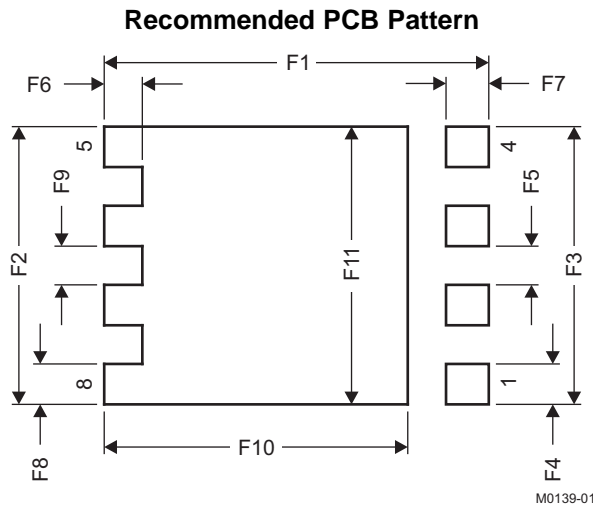 Recommended PCB Pattern
F1
F6
F7
5
4
F9
F5
F2
F11
F3
8
1
F10
F8
F4
M0139-01